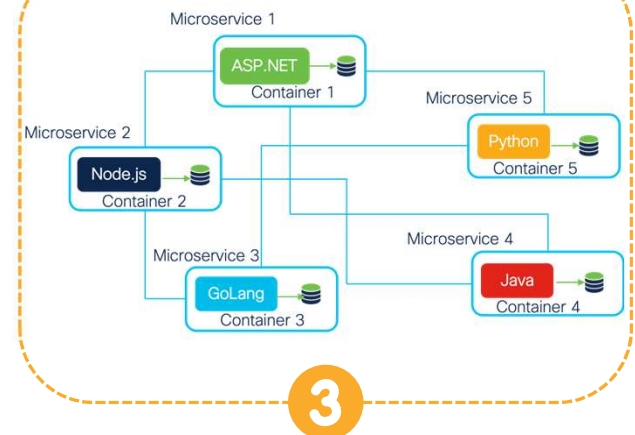 Microservice 1
ASP.NET
Container 1
Microservice 5
Python
Container 5
Microservice 2
Node.js
Container 2
Microservice 4
Java
Container 4
Microservice 3
GoLang
Container 3
3